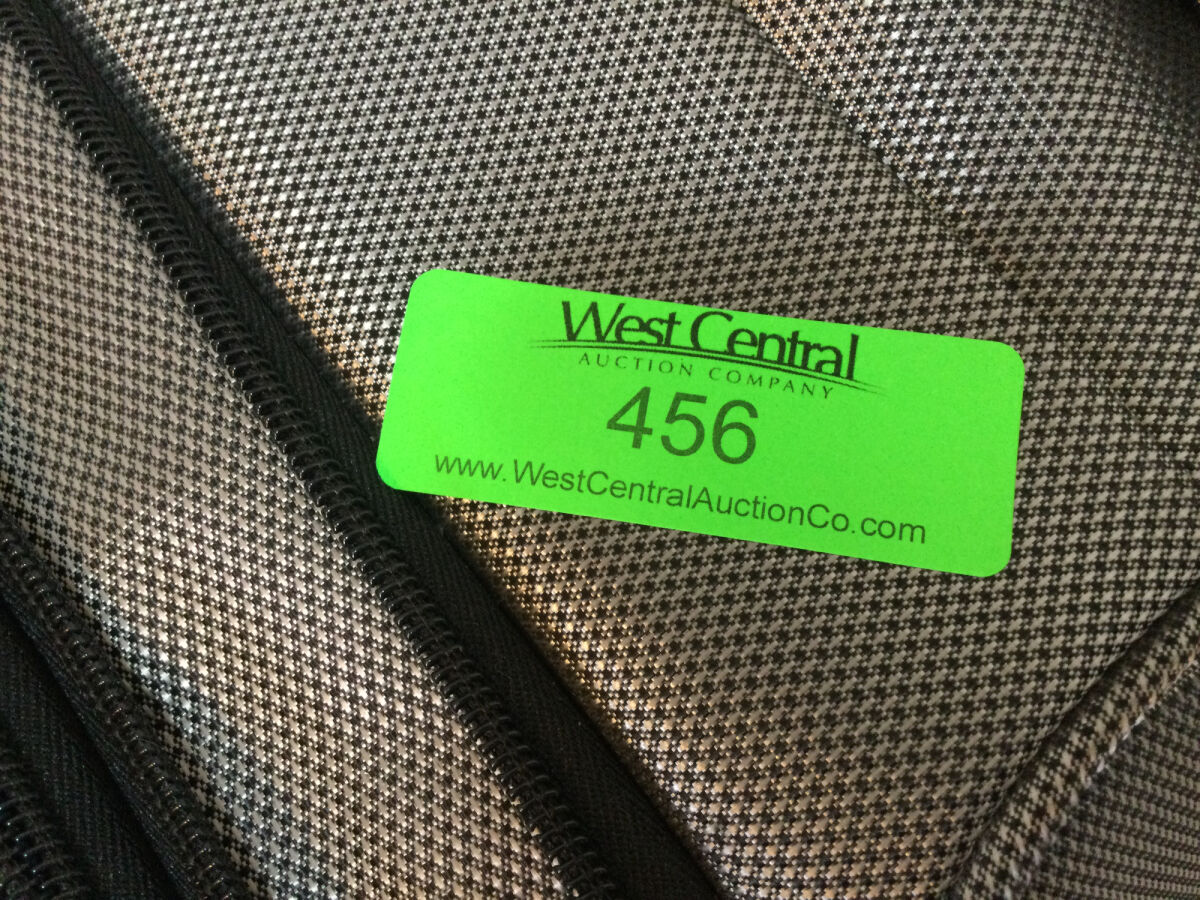 West Central
AUCTION COMPANY
456
www.WestCentralAuctionCo.com